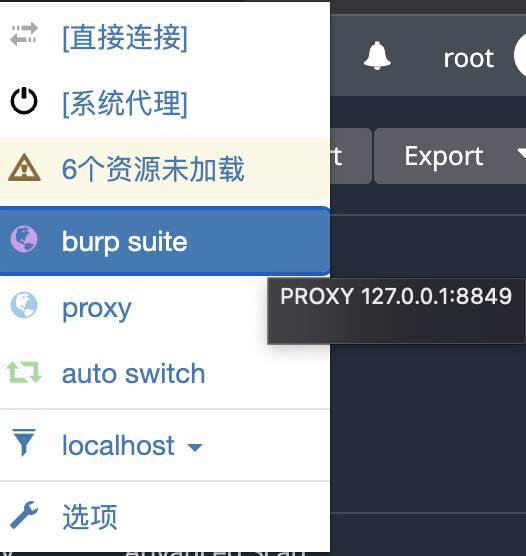 [直接连接]
root
[系统代理]
rt
Export
6个资源未加载
burp suite
PROXY 127.0.0.1:8849
proxy
auto switch
localhost
选项